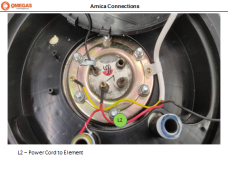 OMEGAS
Amica Connections
L2
L2 – Power Cord to Element